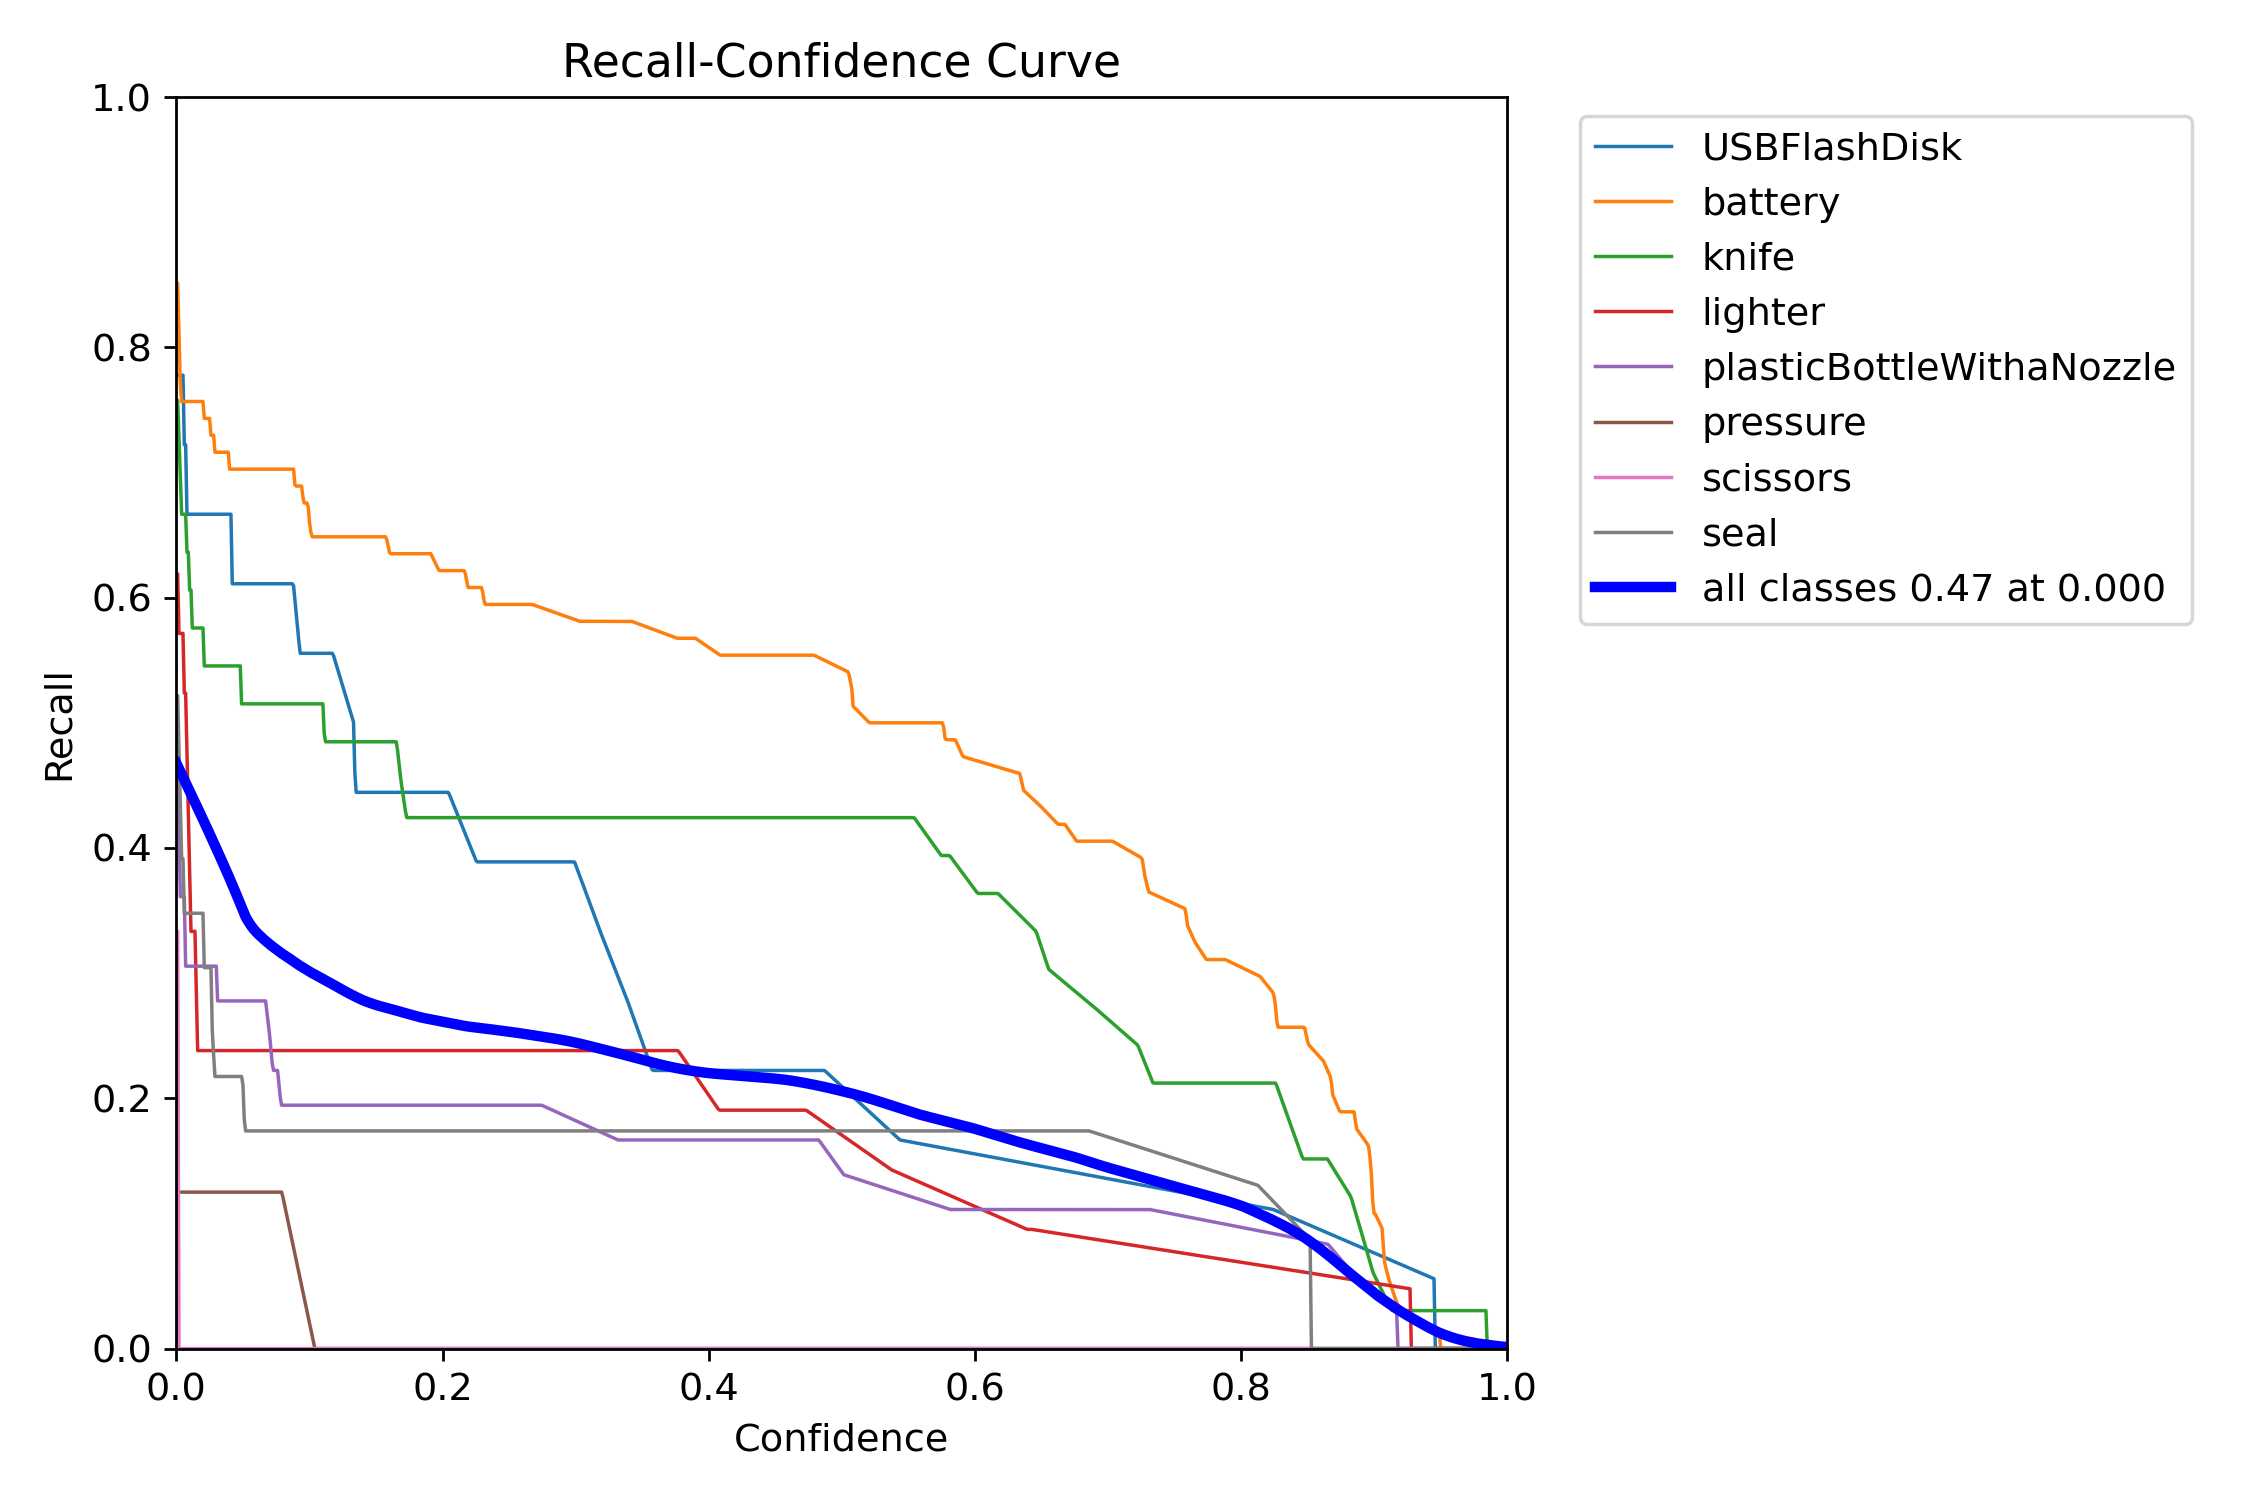 Recall-Confidence Curve
1.0
0.8
0.6
0.4
0.2
0.0
Recall
0.0 0.2 0.4 0.6 0.8 1.0
Confidence
USBFlashDisk
battery
knife
lighter
plasticBottleWithaNozzle
pressure
scissors
seal
all classes 0.47 at 0.000